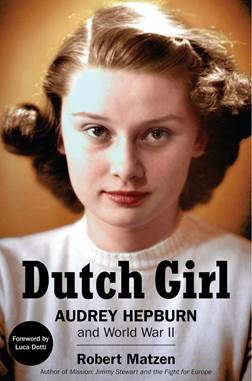 Dutch Girl
AUDREY HEPBURN
and World War II
Foreword by
Luca Dotti
Robert Matzen
Author of Mission: Jimmy Stewart and the Fight for Europe